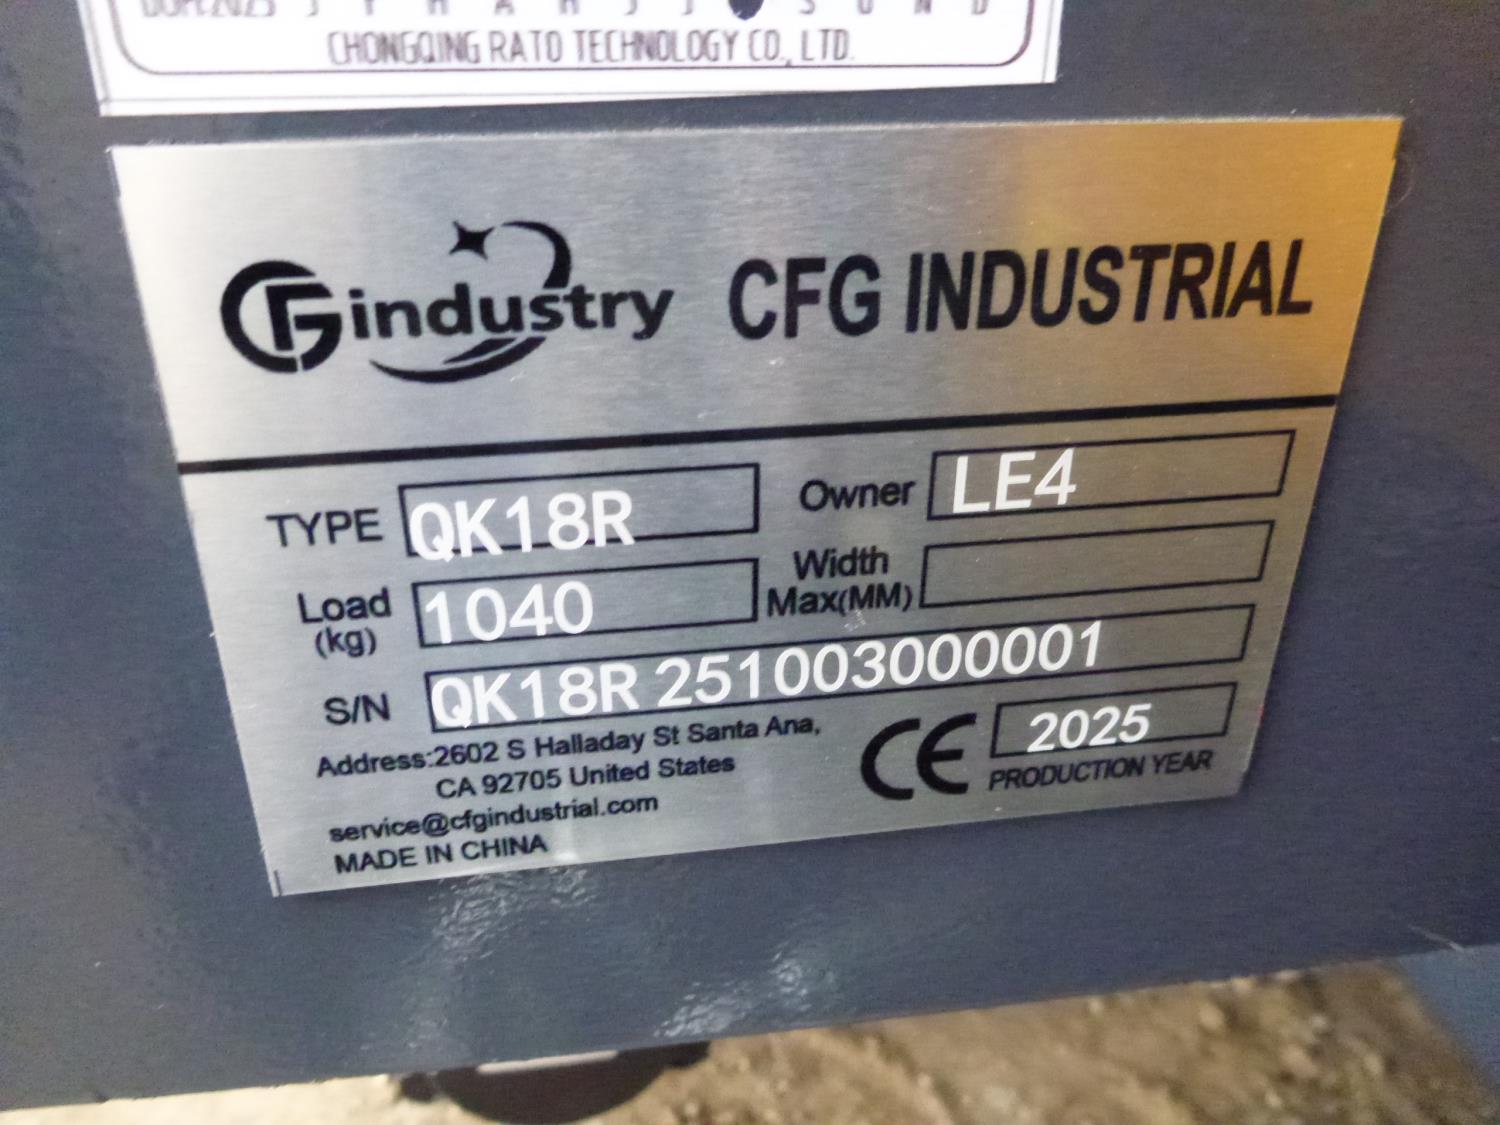 J F M A M J J S O N D
CHONGQING RATO TECHNOLOGY CO., LTD.
GFindustry CFG INDUSTRIAL
TYPE QK18R Owner LE4
Load (kg) 1040 Width Max(MM)
S/N QK18R 251003000001
Address:2602 S Halladay St Santa Ana,
CA 92705 United States
service@cfgindustrial.com
MADE IN CHINA
CE 2025
PRODUCTION YEAR